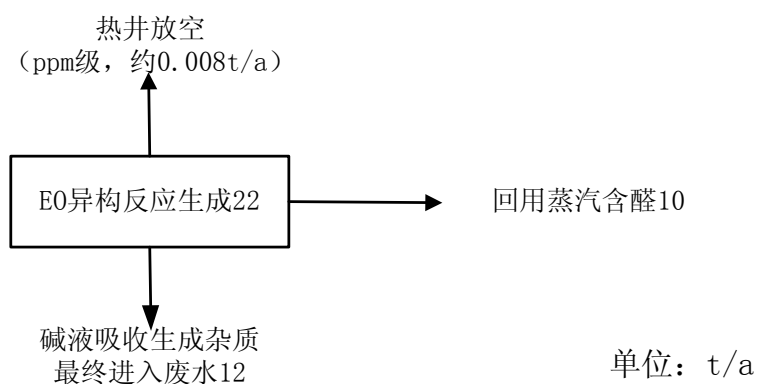 热井放空
（ppm级，约0.008t/a）
EO异构反应生成22
回用蒸汽含醛10
碱液吸收生成杂质
最终进入废水12
单位：t/a